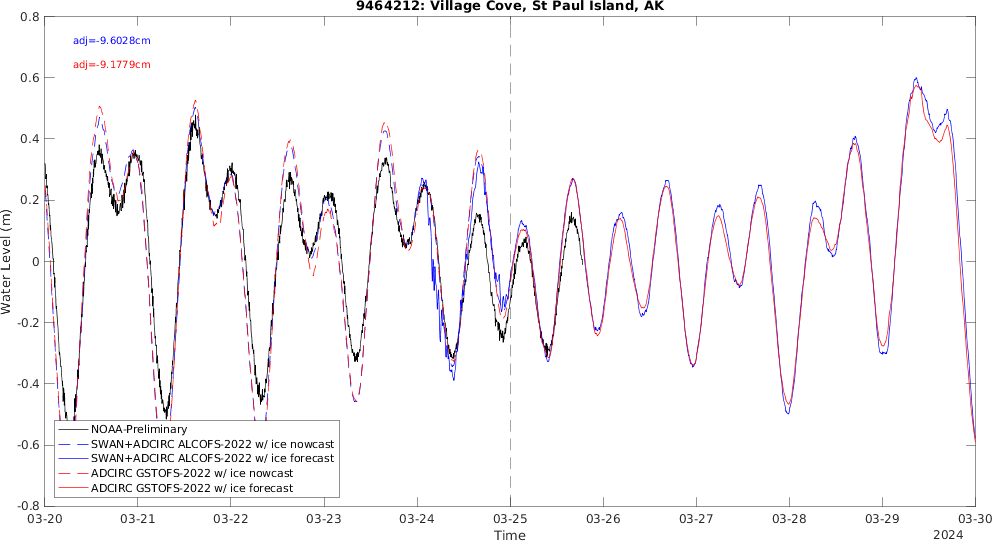 9464212: Village Cove, St Paul Island, AK
adj=-9.6028cm
adj=-9.1779cm
Water Level (m)
0.8
0.6
0.4
0.2
0
-0.2
-0.4
-0.6
-0.8
NOAA-Preliminary
SWAN+ADCIRC ALCOFS-2022 w/ ice nowcast
SWAN+ADCIRC ALCOFS-2022 w/ ice forecast
ADCIRC GSTOFS-2022 w/ ice nowcast
ADCIRC GSTOFS-2022 w/ ice forecast
03-20 03-21 03-22 03-23 03-24 03-25 03-26 03-27 03-28 03-29 03-30
Time
2024